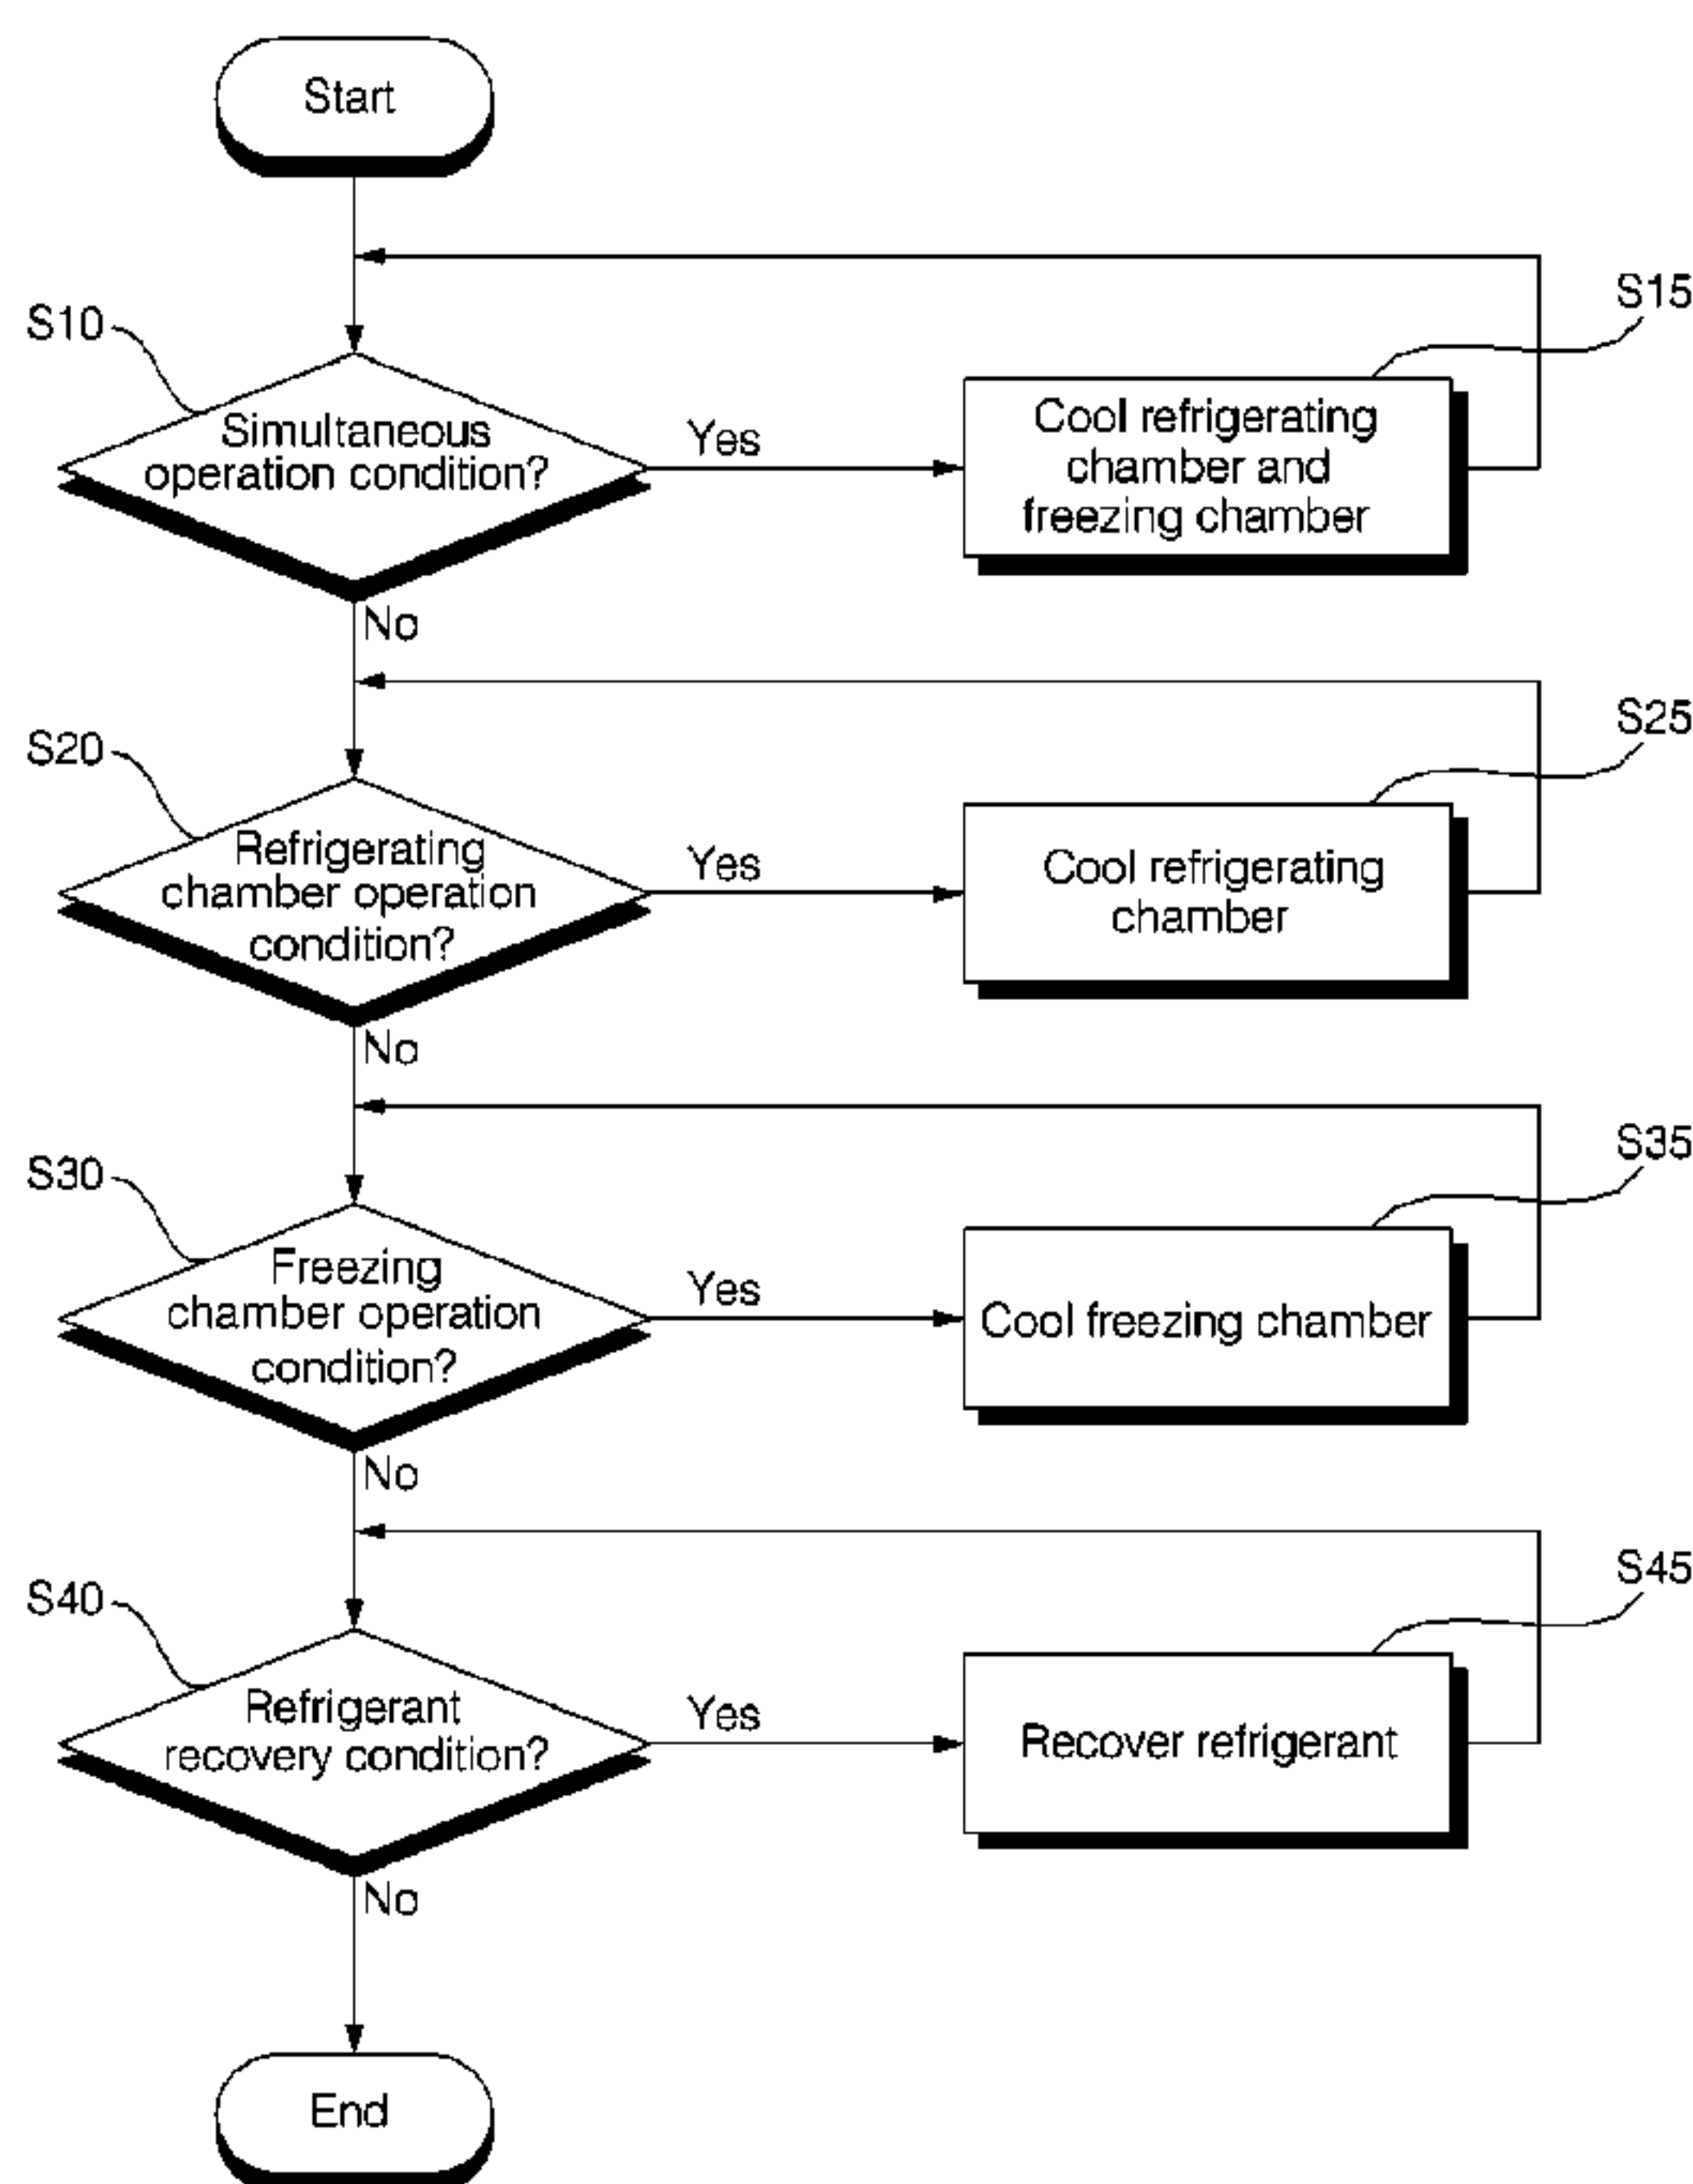 Start
S10
Simultaneous
operation condition?
Yes
S15
Cool refrigerating
chamber and
freezing chamber
No
S20
Refrigerating
chamber operation
condition?
Yes
S25
Cool refrigerating
chamber
No
S30
Freezing
chamber operation
condition?
Yes
S35
Cool freezing chamber
No
S40
Refrigerant
recovery condition?
Yes
S45
Recover refrigerant
No
End